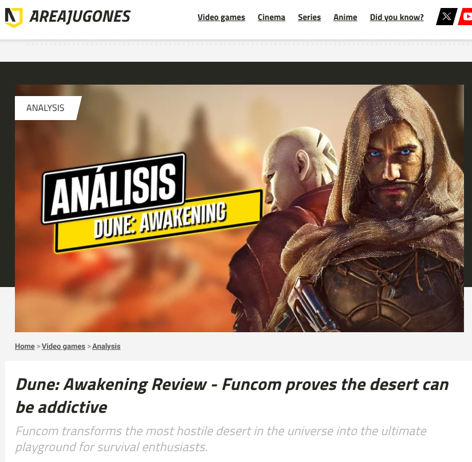 AREAJUGONES
Video games Cinema Series Anime Did you know?
ANALYSIS
ANÁLISIS
DUNE: AWAKENING
Home > Video games > Analysis
Dune: Awakening Review - Funcom proves the desert can
be addictive
Funcom transforms the most hostile desert in the universe into the ultimate
playground for survival enthusiasts.